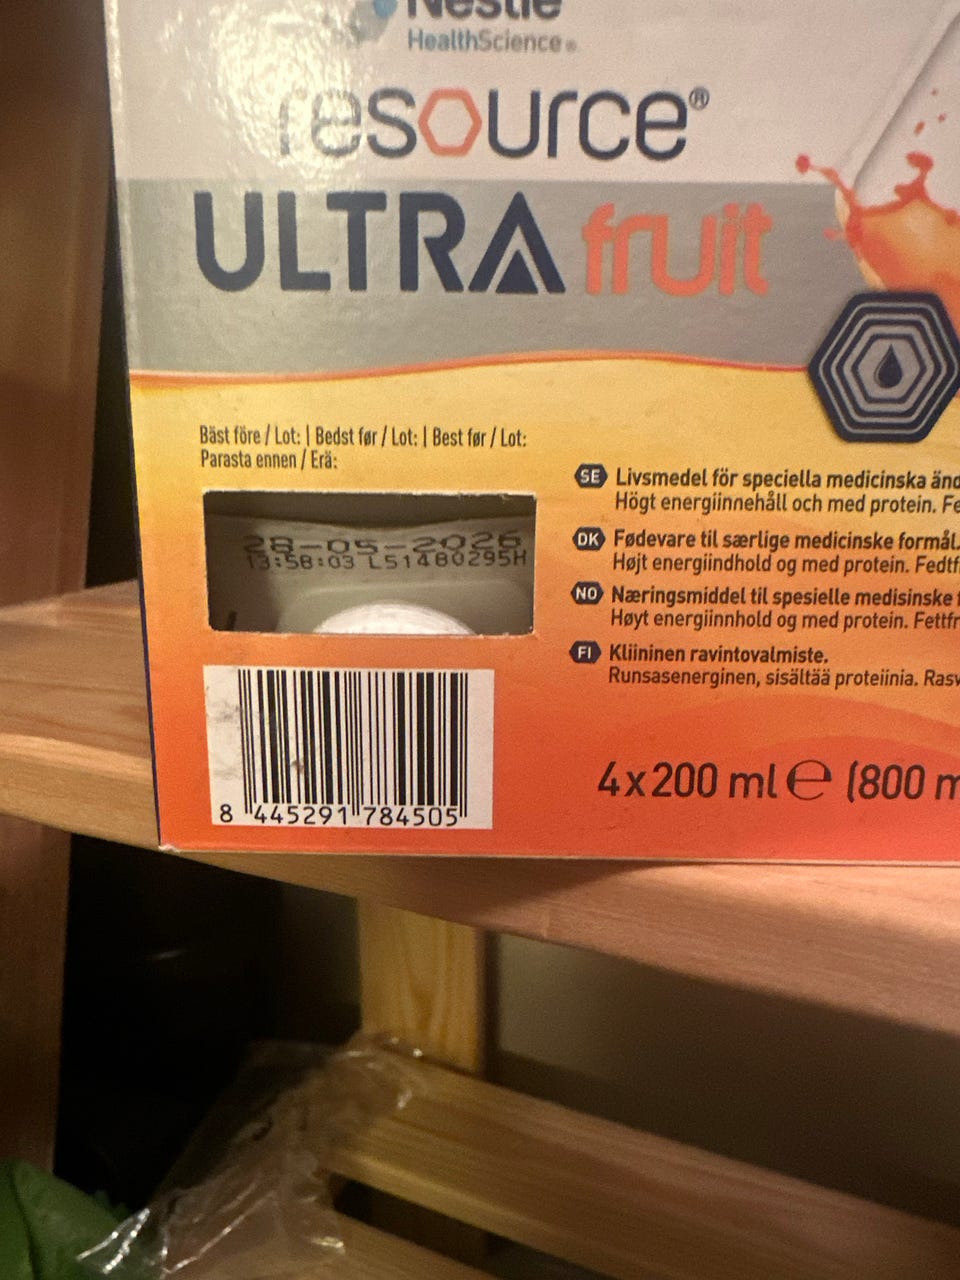 Nestlé
HealthScience®
resource®
ULTRA fruit
Bäst före / Lot: | Bedst før / Lot: | Best før / Lot:
Parasta ennen / Erä:
28-05-2026
13:58:03 L51480295H
SE Livsmedel för speciella medicinska
Högt energiinnehåll och med protein.
DK Fødevare til særlige medicinske formål.
Højt energiindhold og med protein.
NO Næringsmiddel til spesielle medisinske
Høyt energiinnhold og med protein.
FI Kliininen ravintovalmiste.
Runsasenerginen, sisältää proteiinia.
4x200 ml ℮ (800
8 445291 784505